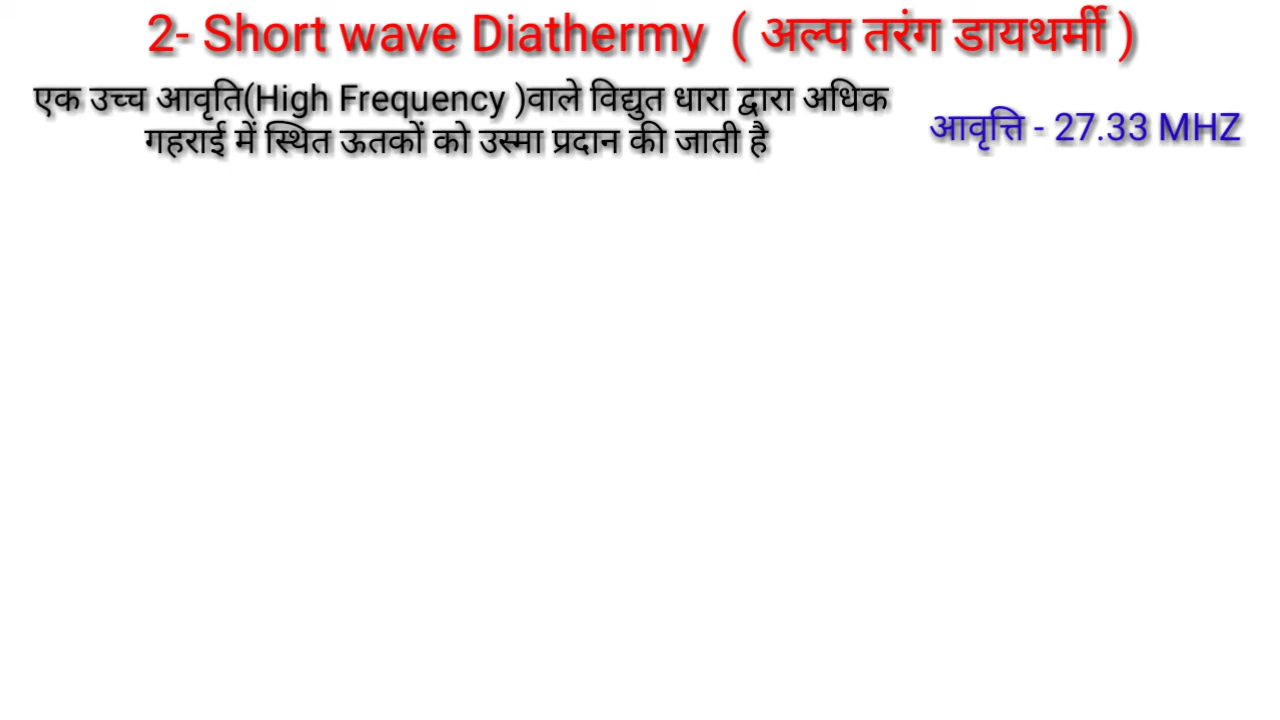 2- Short wave Diathermy ( अल्प तरंग डायथर्मी )
एक उच्च आवृति(High Frequency )वाले विद्युत धारा द्वारा अधिक
गहराई में स्थित ऊतकों को उस्मा प्रदान की जाती है
आवृत्ति - 27.33 MHZ